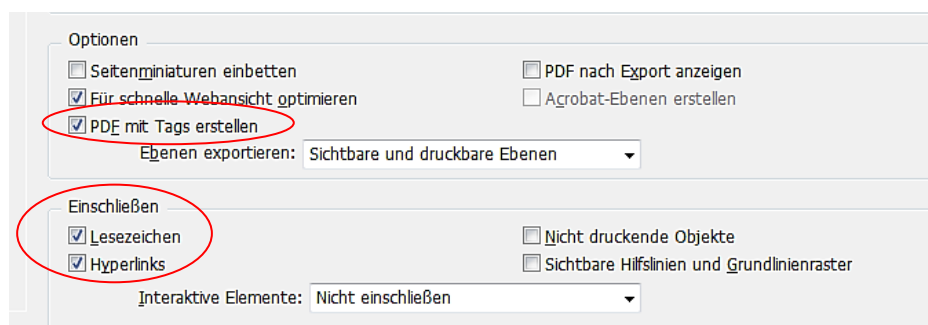 Optionen
Seitenminiaturen einbetten
PDF nach Export anzeigen
Für schnelle Webansicht optimieren
Acrobat-Ebenen erstellen
PDF mit Tags erstellen
Ebenen exportieren: Sichtbare und druckbare Ebenen
Einschließen
Lesezeichen
Nicht druckende Objekte
Hyperlinks
Sichtbare Hilfslinien und Grundlinienraster
Interaktive Elemente: Nicht einschließen